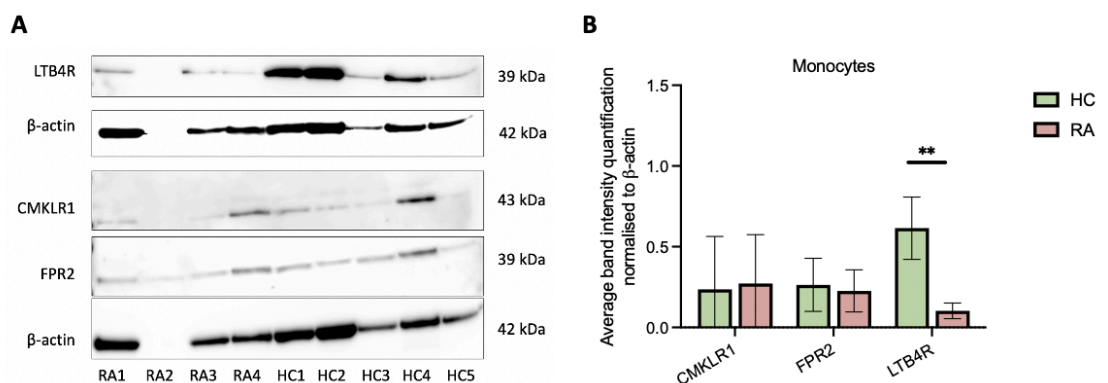 A
LTB4R
39 kDa
β-actin
42 kDa
CMKLR1
43 kDa
FPR2
39 kDa
β-actin
42 kDa
RA1 RA2 RA3 RA4 HC1 HC2 HC3 HC4 HC5
B
Monocytes
Average band intensity quantification
normalised to β-actin
1.5
1.0
0.5
0.0
**
CMKLR1
FPR2
LTB4R
HC
RA